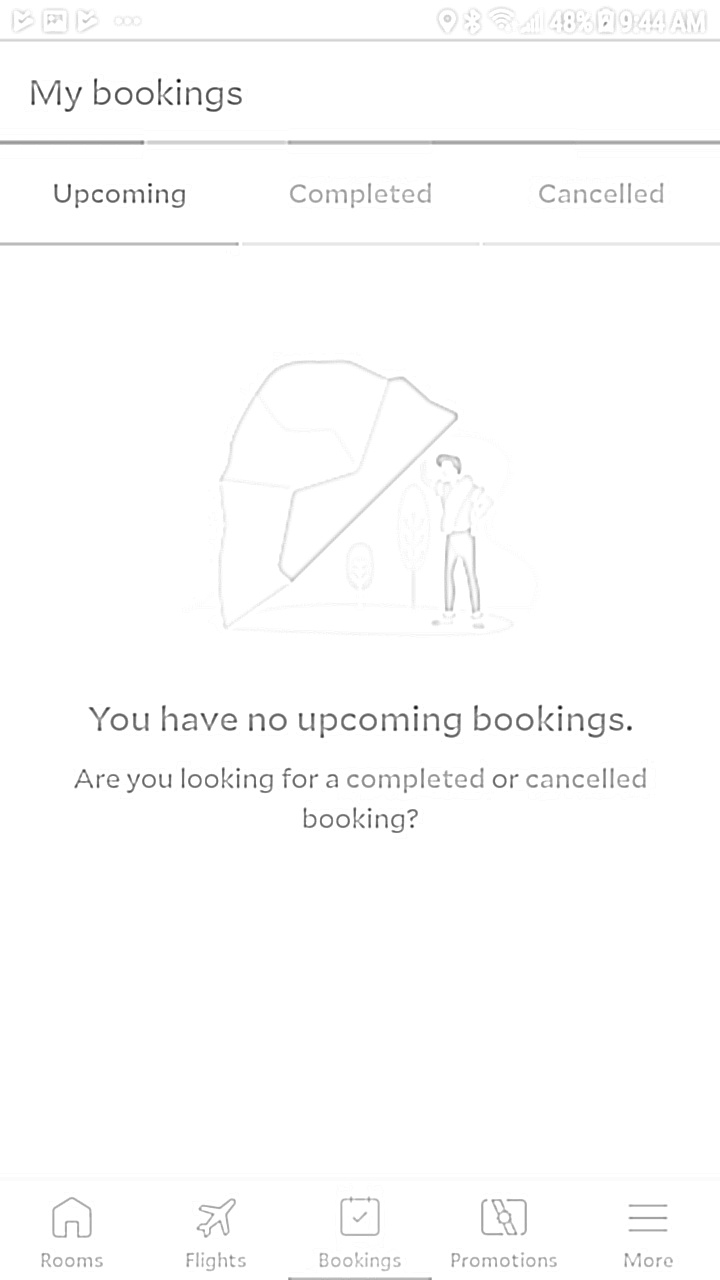 48% 9:44 AM
My bookings
Upcoming Completed Cancelled
You have no upcoming bookings.
Are you looking for a completed or cancelled
booking?
Rooms Flights Bookings Promotions More